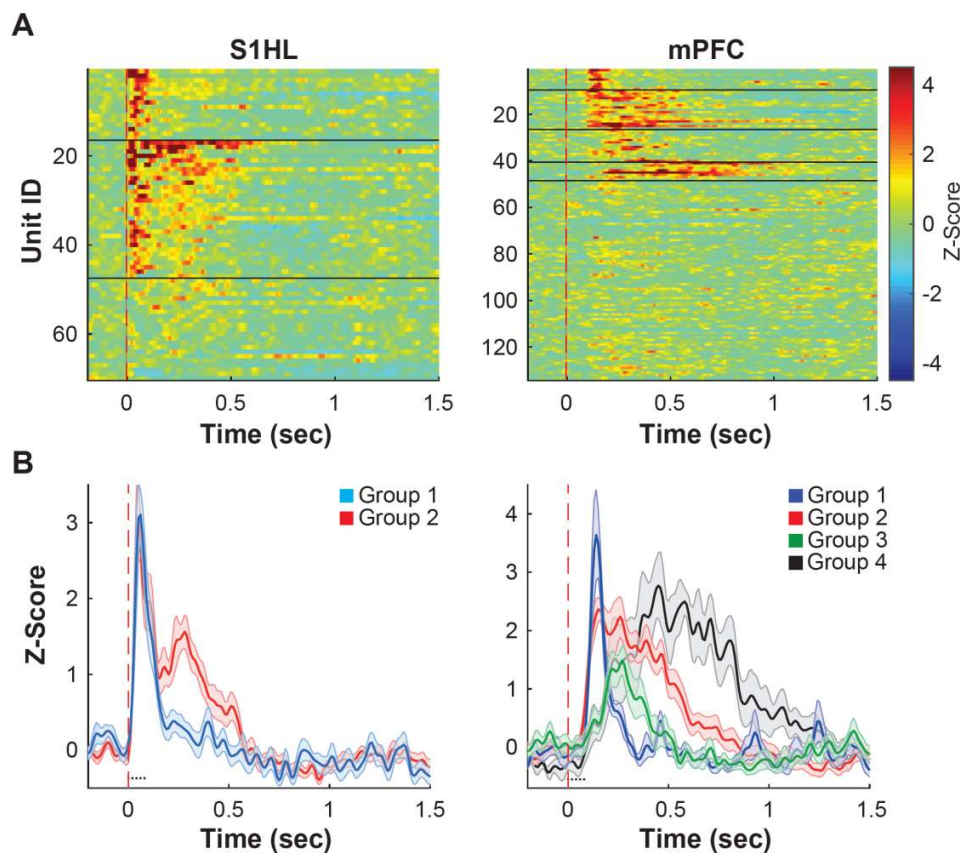 A
S1HL
mPFC
Unit ID
20
40
60
20
40
60
80
100
120
4
2
0
-2
-4
Z-Score
0 0.5 1 1.5
0 0.5 1 1.5
Time (sec)
Time (sec)
B
Group 1
Group 2
Group 1
Group 2
Group 3
Group 4
Z-Score
3
2
1
0
4
3
2
1
0
0 0.5 1 1.5
0 0.5 1 1.5
Time (sec)
Time (sec)